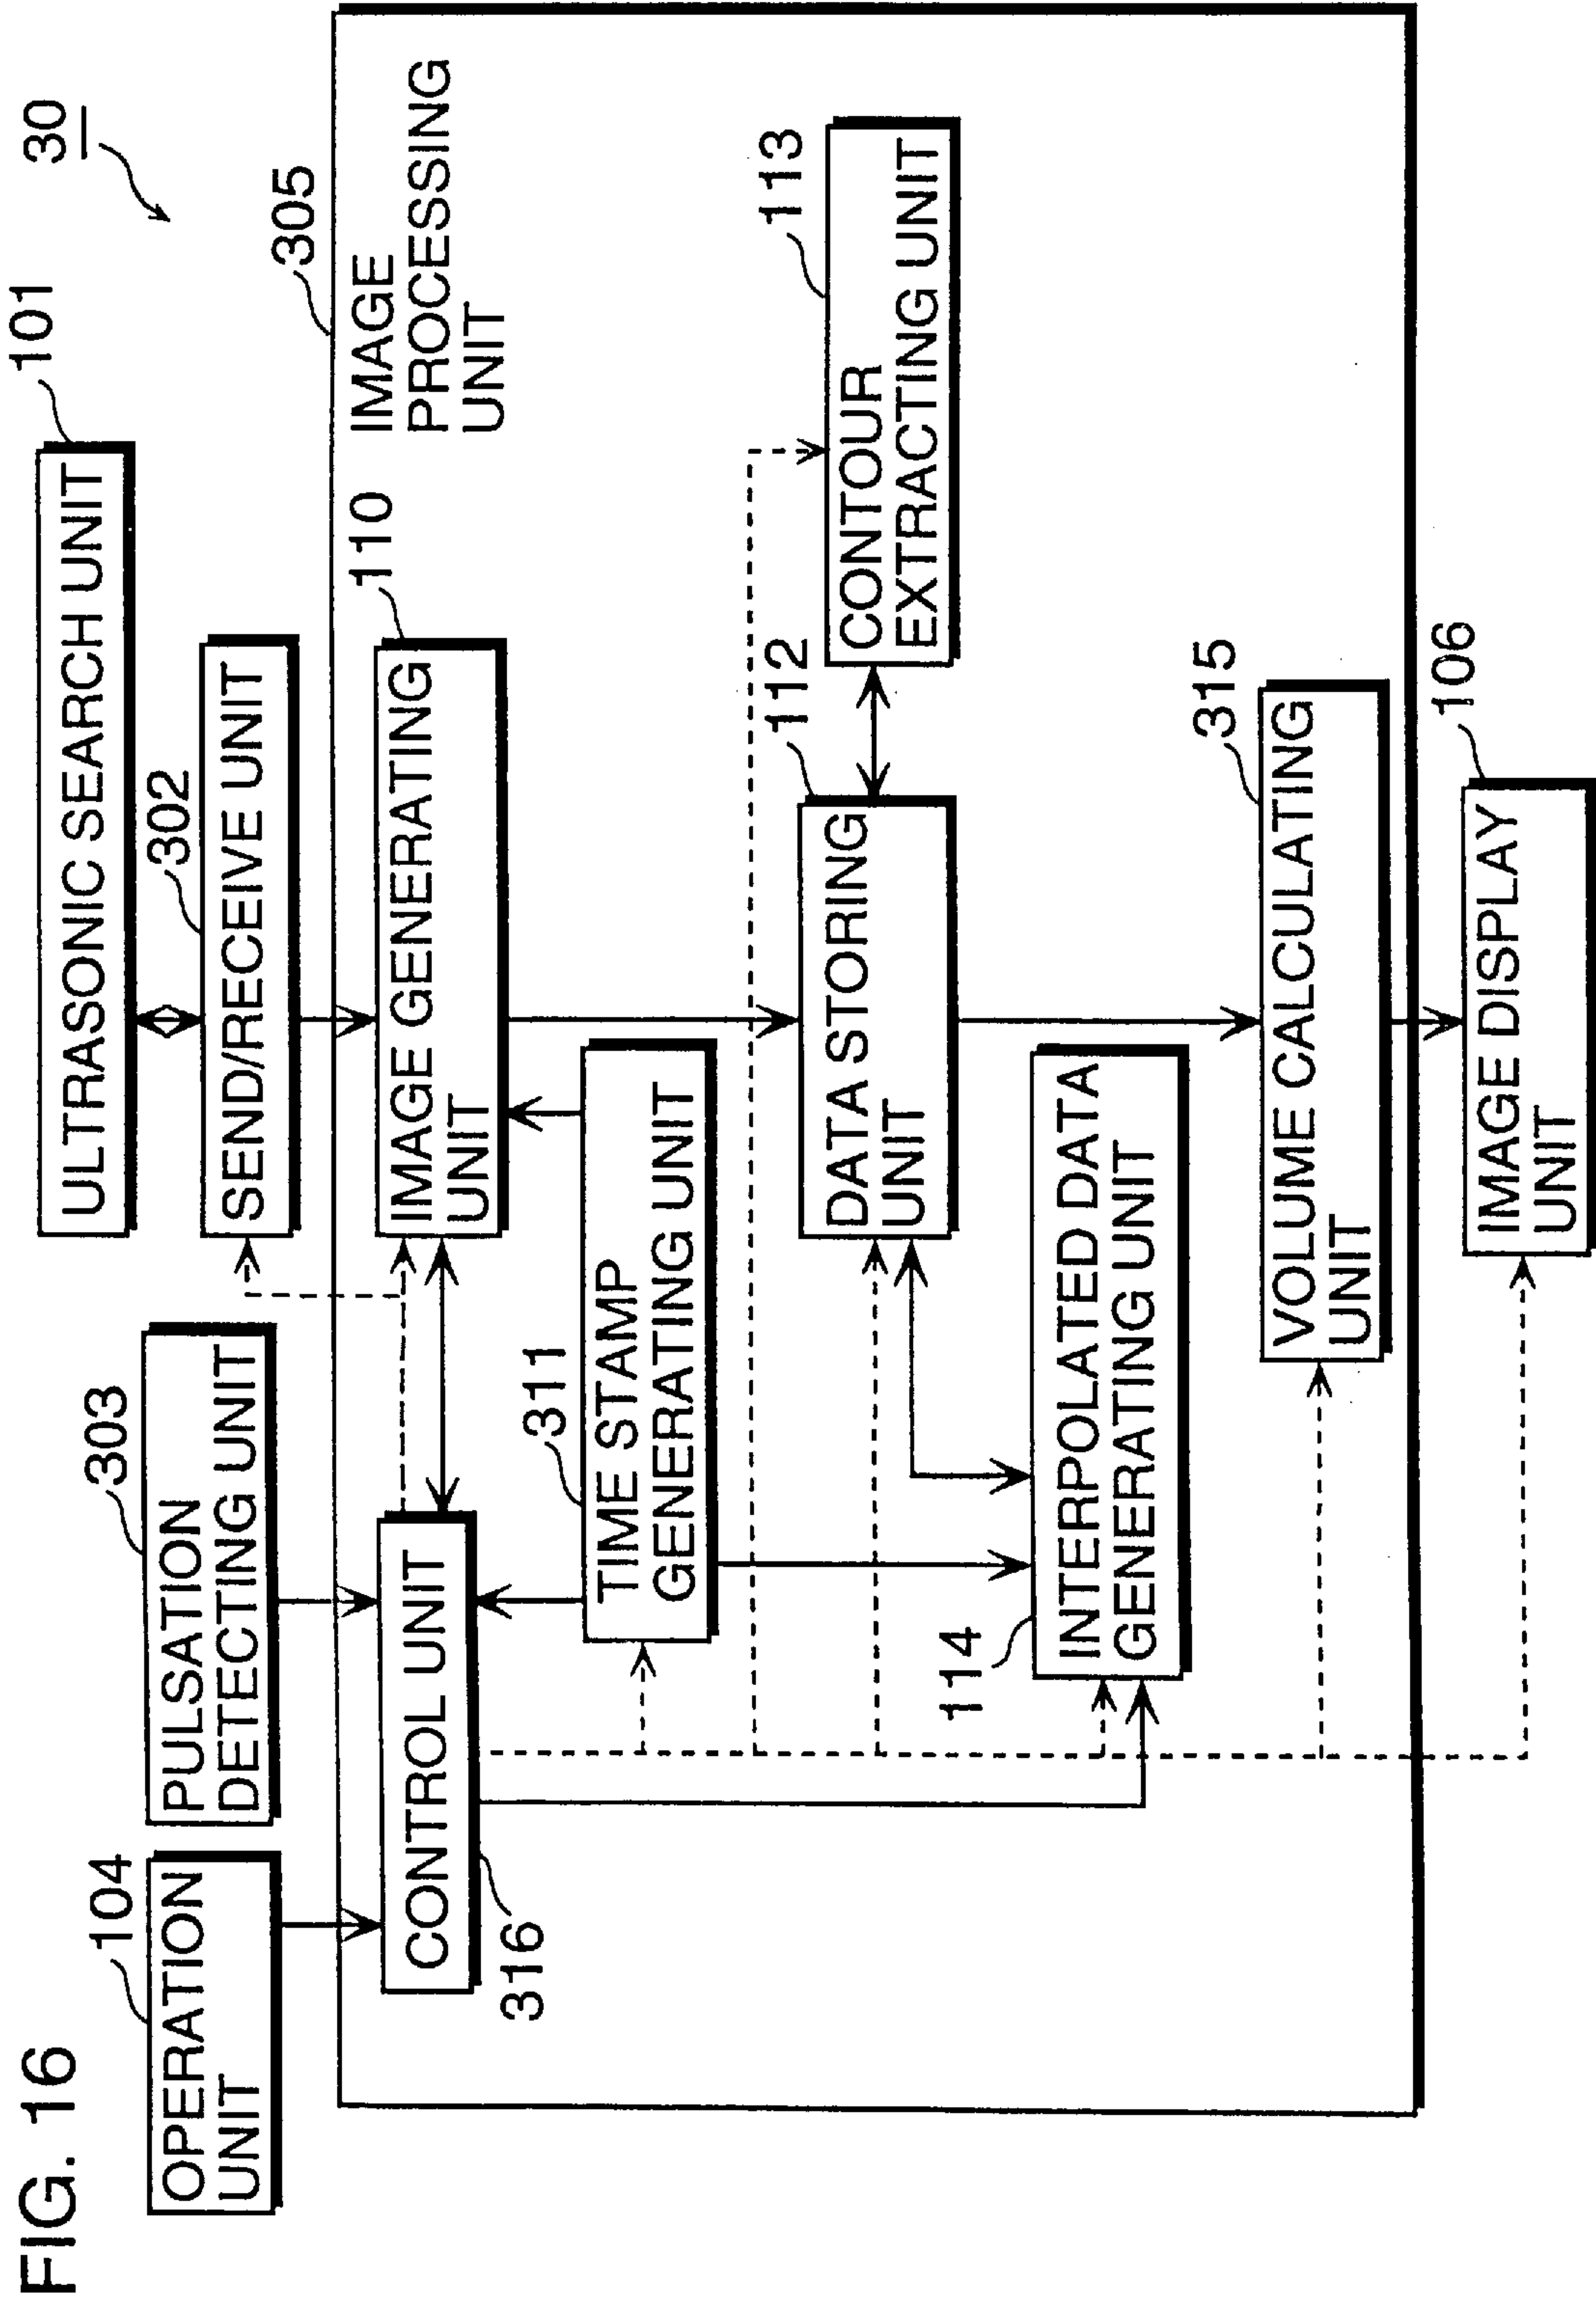 FIG. 16
30
101
ULTRASONIC SEARCH UNIT
302
SEND/RECEIVE UNIT
303
PULSATION
DETECTING UNIT
104
OPERATION
UNIT
305
IMAGE
PROCESSING
UNIT
110
IMAGE GENERATING
UNIT
CONTROL UNIT
316
311
TIME STAMP
GENERATING UNIT
112
DATA STORING
UNIT
113
CONTOUR
EXTRACTING UNIT
114
INTERPOLATED DATA
GENERATING UNIT
315
VOLUME CALCULATING
UNIT
106
IMAGE DISPLAY
UNIT